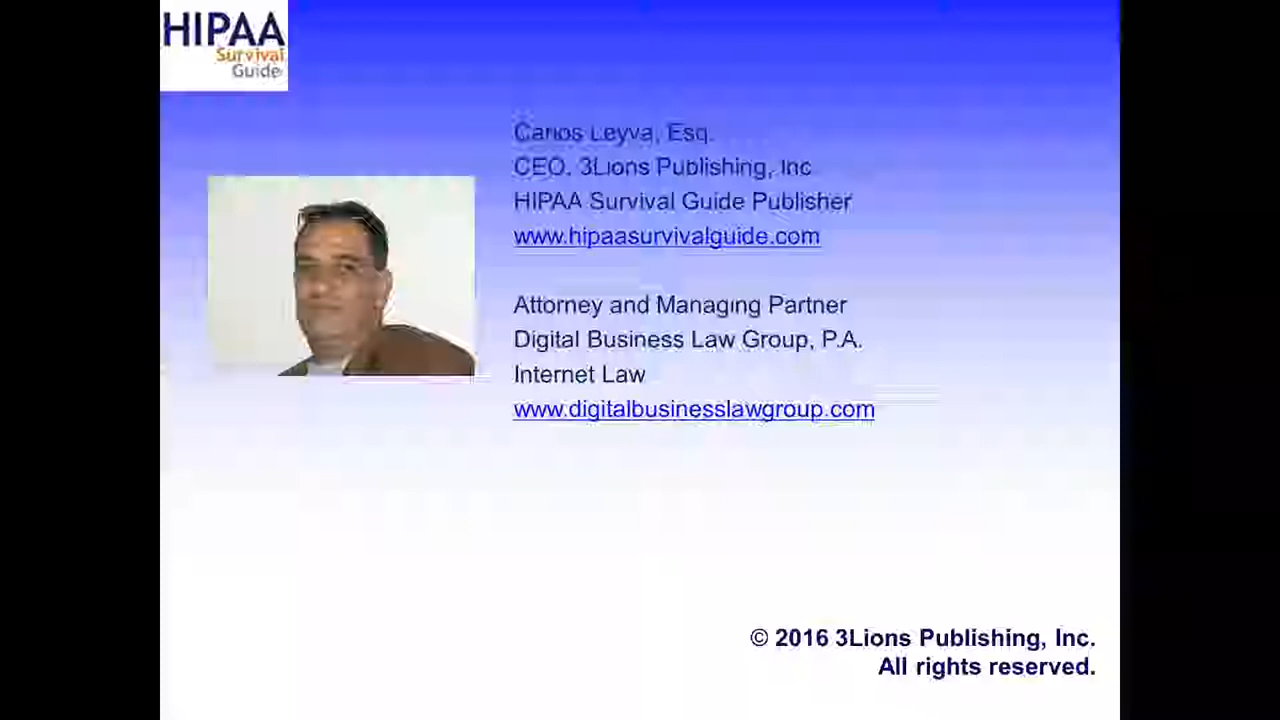 HIPAA
Survival
Guide
Carlos Leyva, Esq.
CEO, 3Lions Publishing, Inc
HIPAA Survival Guide Publisher
www.hipaasurvivalguide.com
Attorney and Managing Partner
Digital Business Law Group, P.A.
Internet Law
www.digitalbusinesslawgroup.com
© 2016 3Lions Publishing, Inc.
All rights reserved.